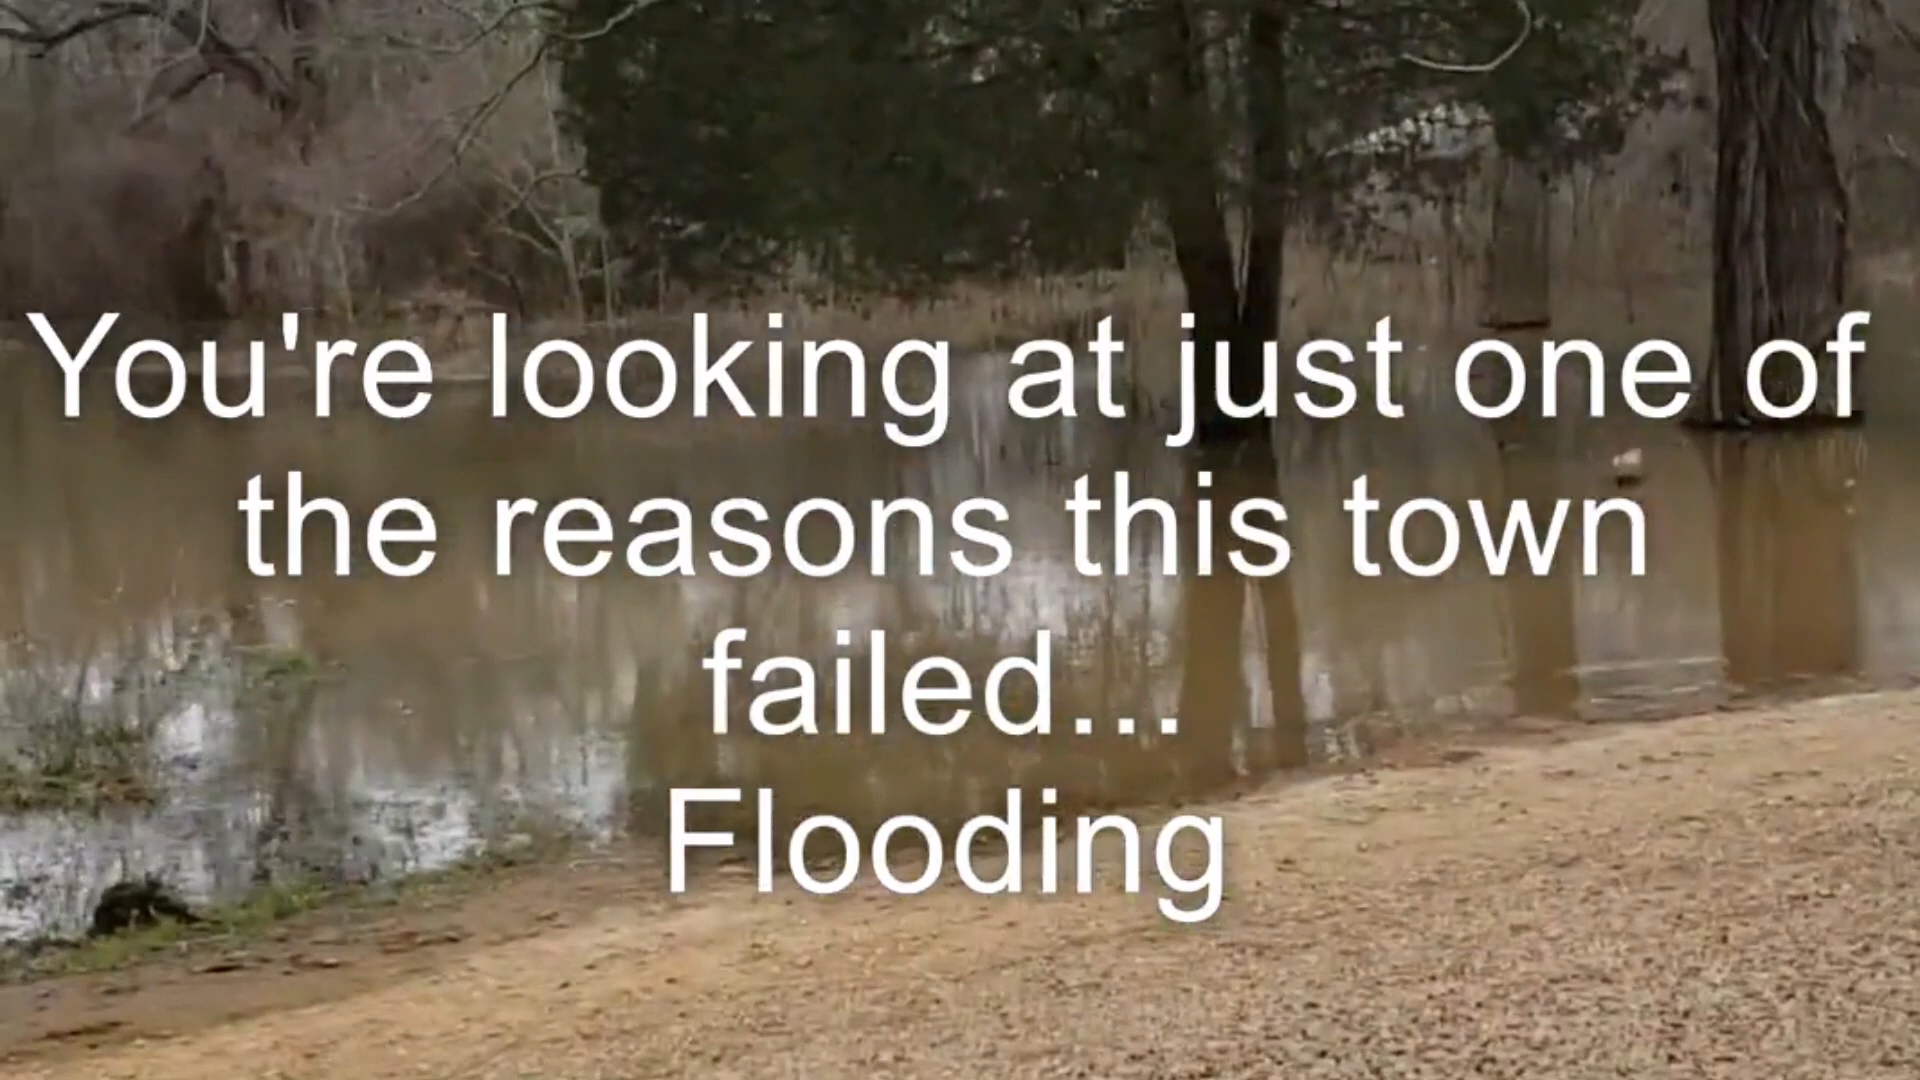 You're looking at just one of
the reasons this town
failed...
Flooding